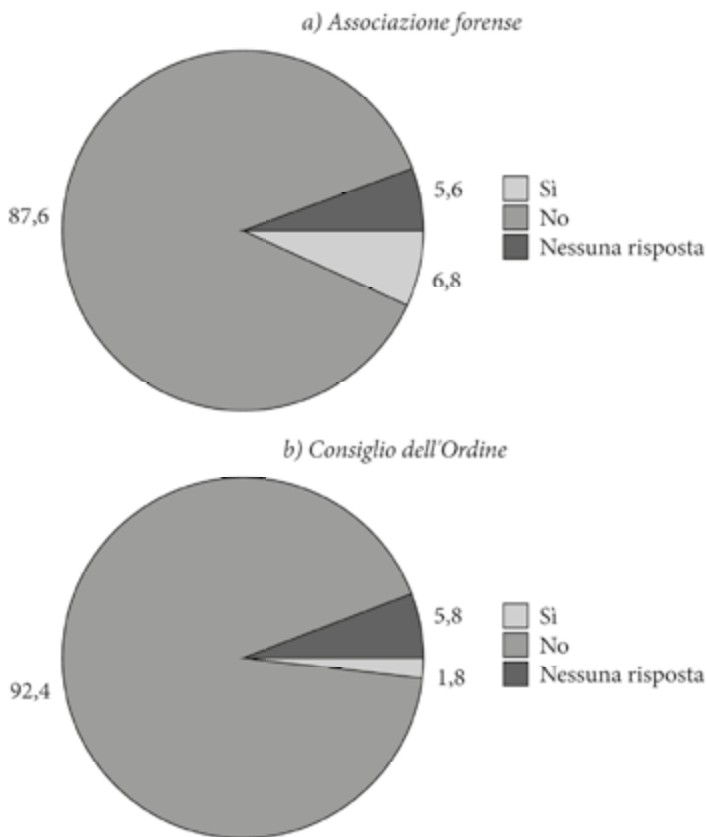 a) Associazione forense
5,6
Sì
87,6
No
Nessuna risposta
6,8
b) Consiglio dell'Ordine
5,8
Sì
No
1,8
Nessuna risposta
92,4